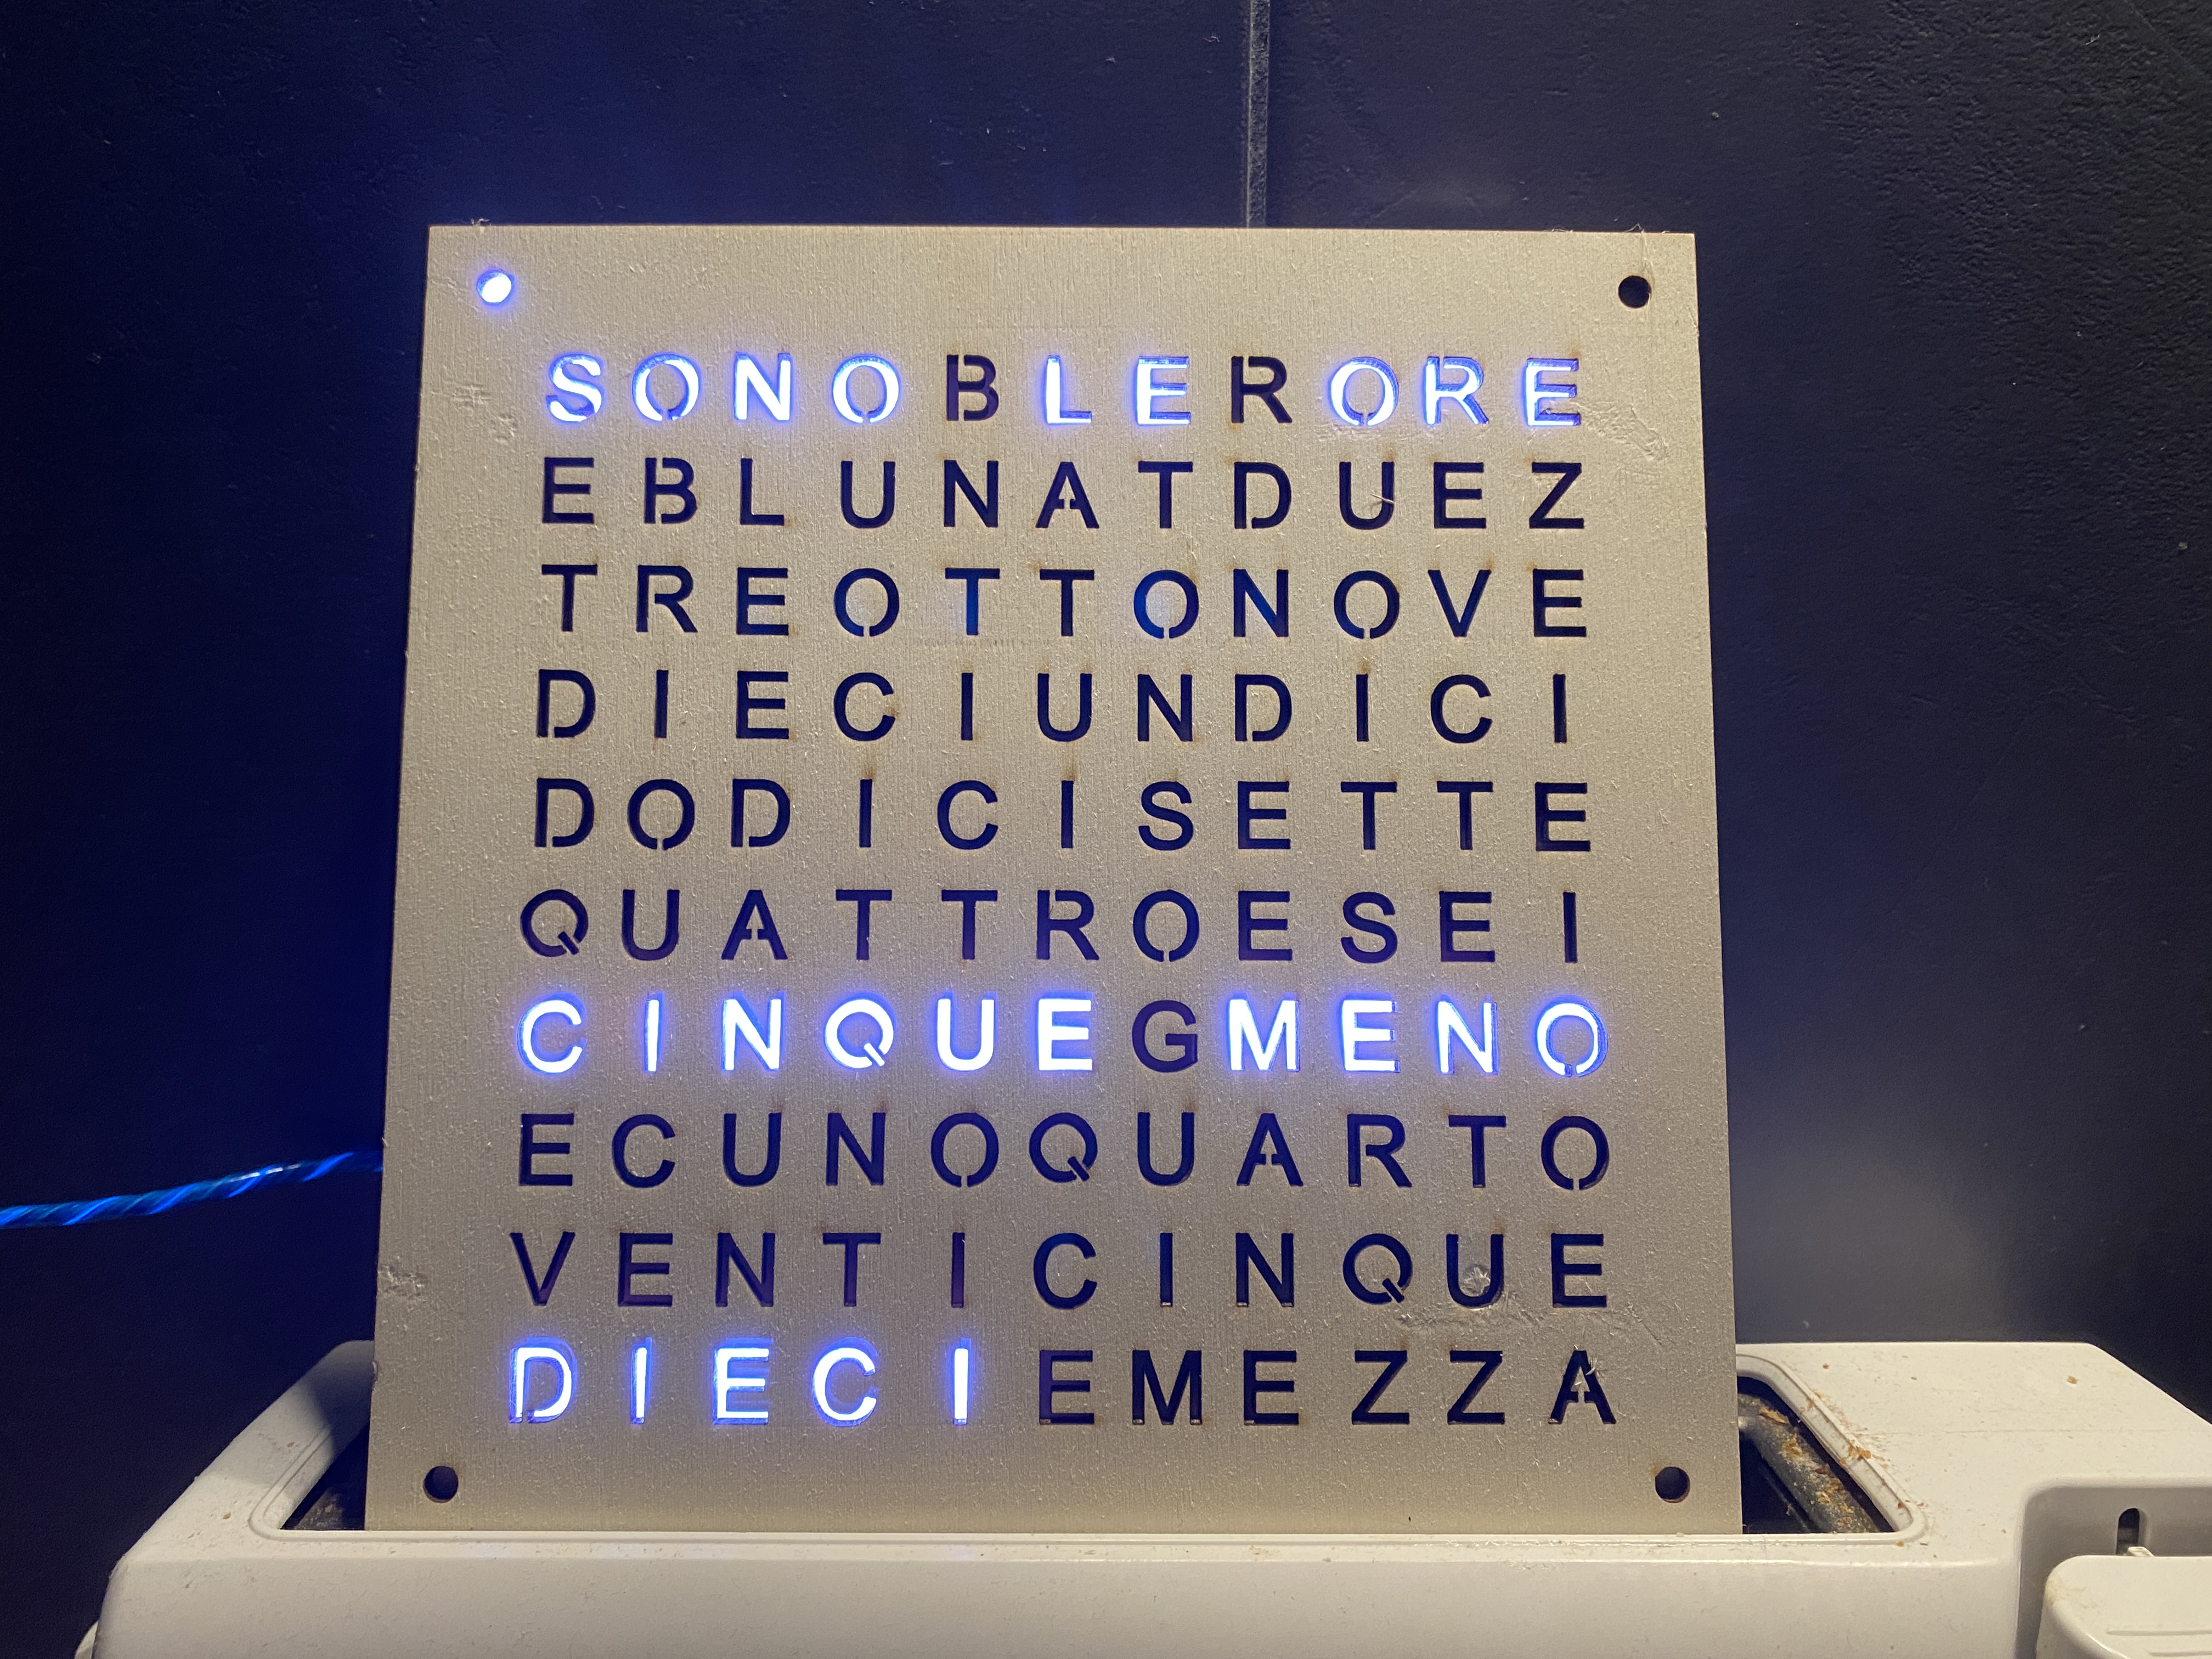 SONOBLERORE
EBLUNATDUEZ
TREOTTONOVE
DIECIUNDICI
DODICISETTE
QUATTROESEI
CINQUEGMENO
ECUNOQUARTO
VENTICINQUE
DIECIEMEZZA